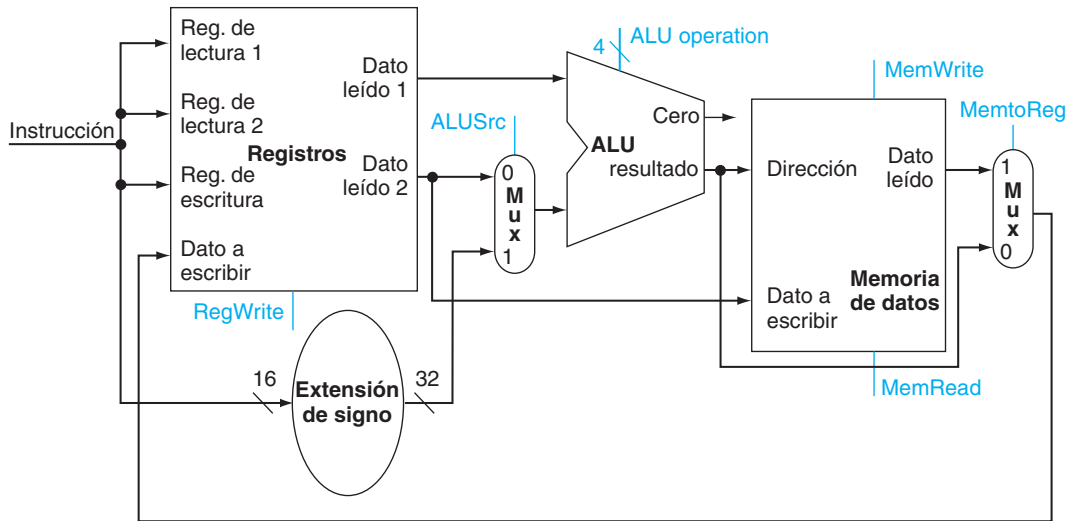 Instrucción
Reg. de
lectura 1
Reg. de
lectura 2
Reg. de
escritura
Dato a
escribir
Registros
Dato
leído 1
Dato
leído 2
RegWrite
16
Extensión
de signo
32
ALUSrc
0
M
u
x
1
4
ALU operation
Cero
ALU
resultado
MemWrite
Dirección
Dato
leído
Dato a
escribir
Memoria
de datos
MemRead
MemtoReg
1
M
u
x
0